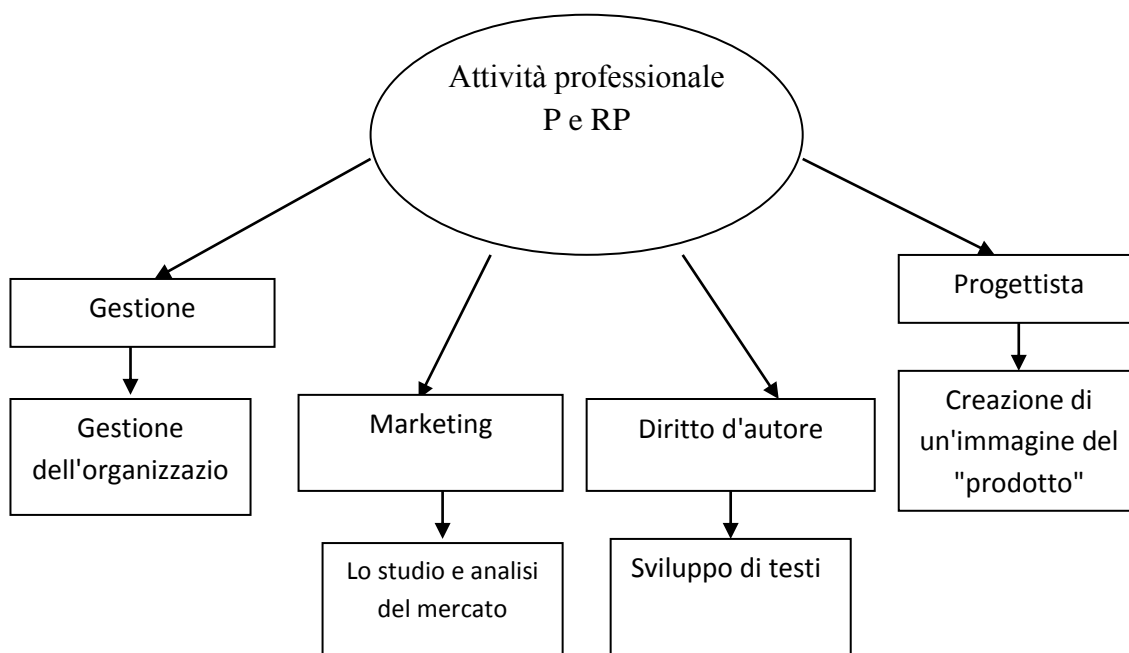 Attività professionale
P e RP
Gestione
Progettista
Gestione
dell'organizzazio
Marketing
Diritto d'autore
Creazione di
un'immagine del
"prodotto"
Lo studio e analisi
del mercato
Sviluppo di testi